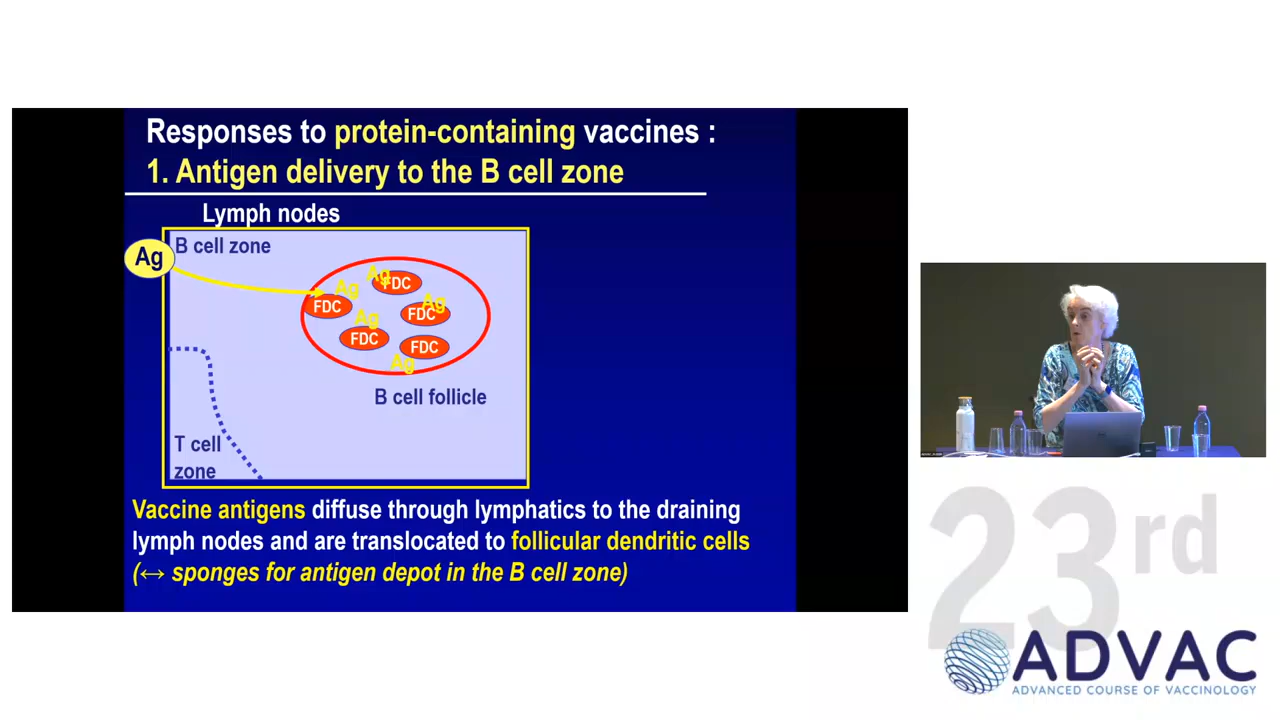 Responses to protein-containing vaccines :
1. Antigen delivery to the B cell zone
Lymph nodes
B cell zone
Ag
Ag
Ag
FDC
Ag
FDC
Ag
FDC
FDC
FDC
Ag
B cell follicle
T cell
zone
Vaccine antigens diffuse through lymphatics to the draining
lymph nodes and are translocated to follicular dendritic cells
(↔ sponges for antigen depot in the B cell zone)
23rd
ADVAC
ADVANCED COURSE OF VACCINOLOGY